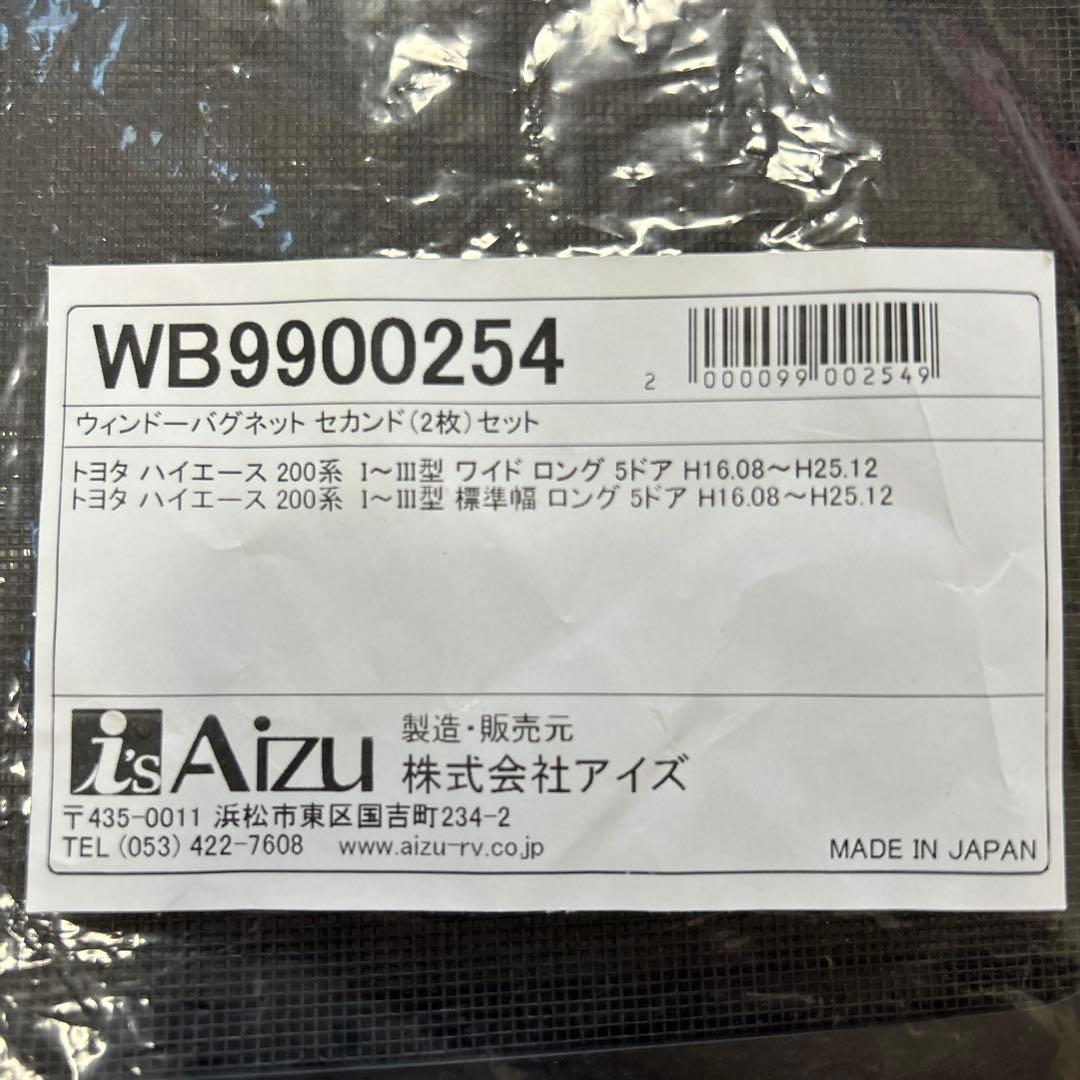 WB9900254
2 000099 002549
ウィンドーバグネット セカンド(2枚)セット
トヨタ ハイエース 200系 I～III型 ワイド ロング 5ドア H16.08～H25.12
トヨタ ハイエース 200系 I～III型 標準幅 ロング 5ドア H16.08～H25.12
i's Aizu
製造・販売元
株式会社アイズ
〒435-0011 浜松市東区国吉町234-2
TEL (053) 422-7608 www.aizu-rv.co.jp
MADE IN JAPAN